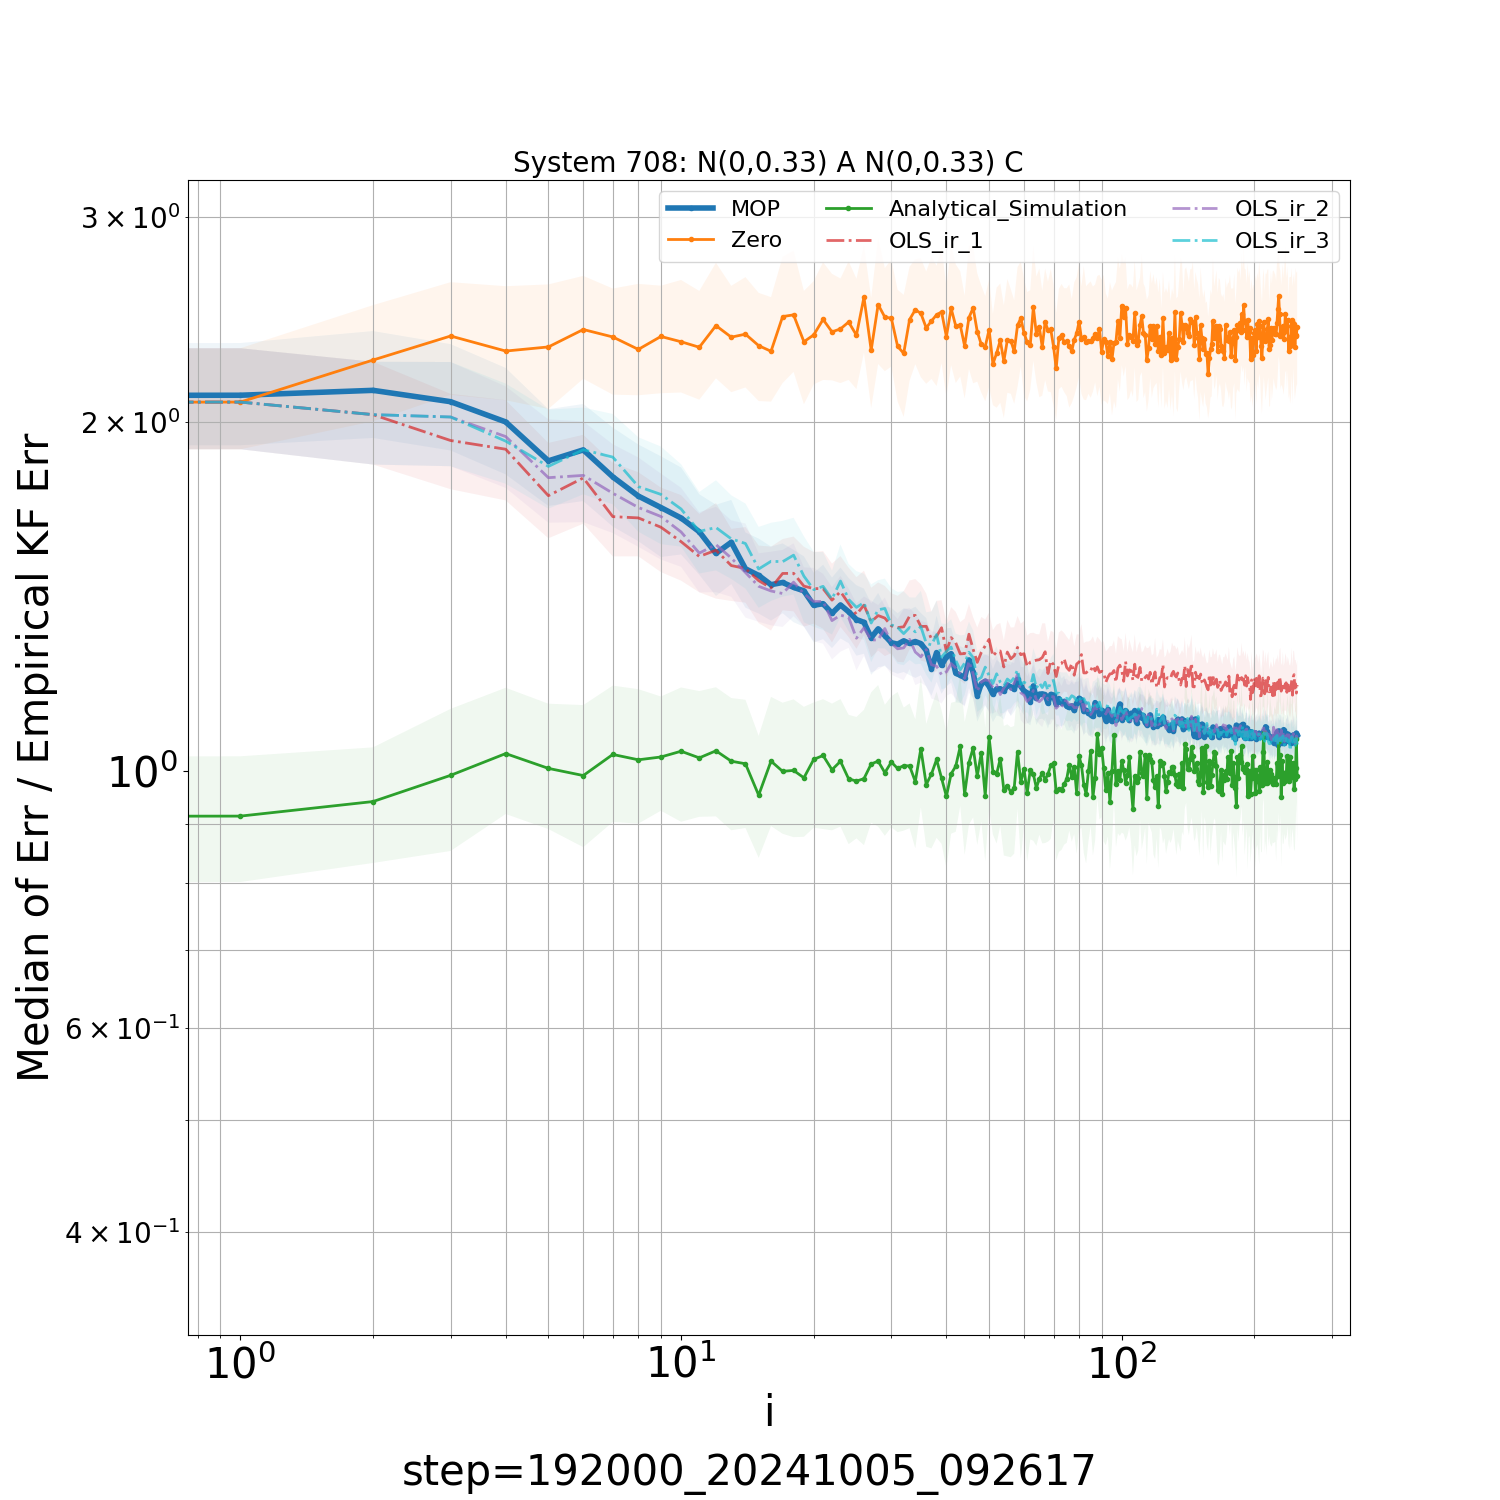 System 708: N(0,0.33) A N(0,0.33) C
MOP
Zero
Analytical_Simulation
OLS_ir_1
OLS_ir_2
OLS_ir_3
3 × 10⁰
2 × 10⁰
10⁰
6 × 10⁻¹
4 × 10⁻¹
Median of Err / Empirical KF Err
10⁰ 10¹ 10²
i
step=192000_20241005_092617